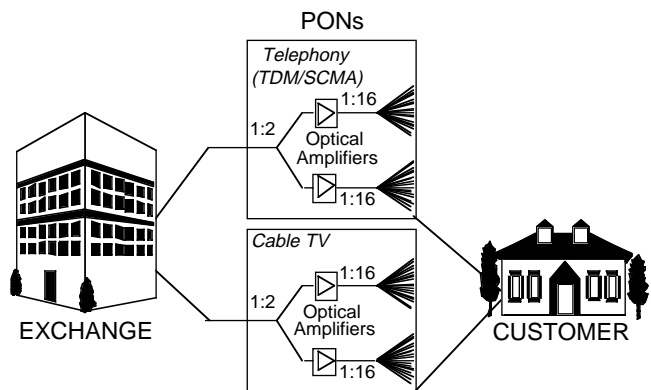 PONs
Telephony
(TDM/SCMA)
1:16
1:2
Optical
Amplifiers
1:16
Cable TV
1:16
1:2
Optical
Amplifiers
1:16
EXCHANGE
CUSTOMER